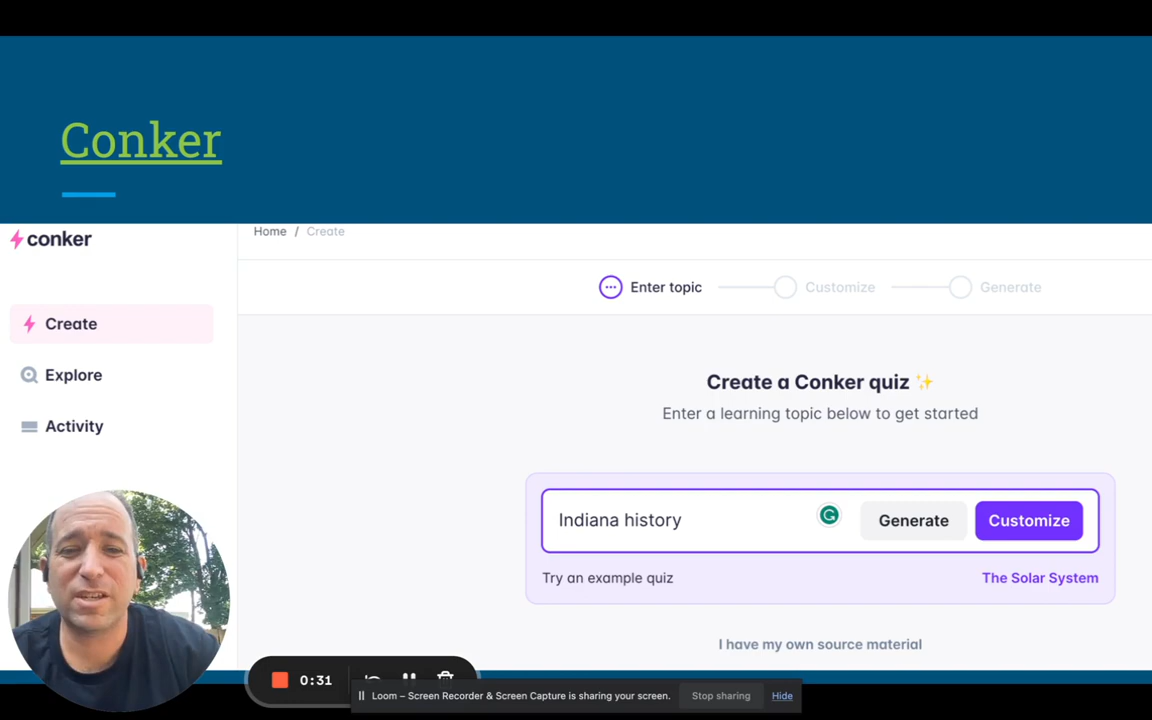 Conker
conker
Home / Create
Enter topic
Customize
Generate
Create
Explore
Activity
Create a Conker quiz ✨
Enter a learning topic below to get started
Indiana history
Generate
Customize
Try an example quiz
The Solar System
I have my own source material
0:31
Loom – Screen Recorder & Screen Capture is sharing your screen.
Stop sharing
Hide